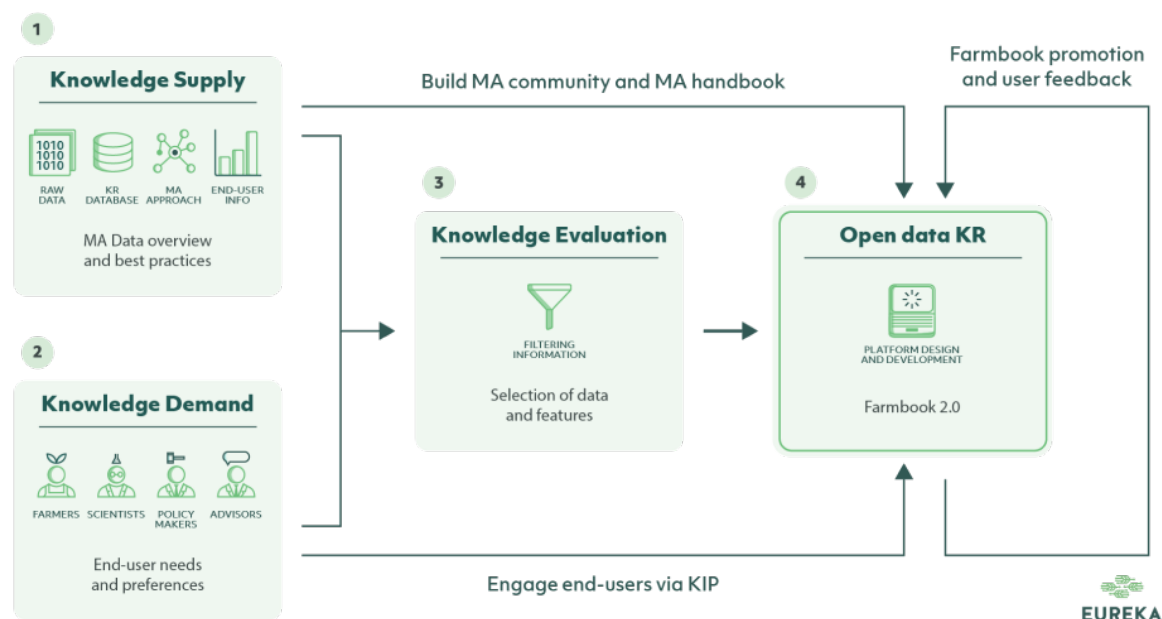 1
Knowledge Supply
1010
1010
1010
RAW
DATA
KR
DATABASE
MA
APPROACH
END-USER
INFO
MA Data overview
and best practices
2
Knowledge Demand
FARMERS
SCIENTISTS
POLICY
MAKERS
ADVISORS
End-user needs
and preferences
Build MA community and MA handbook
3
Knowledge Evaluation
FILTERING
INFORMATION
Selection of data
and features
4
Open data KR
PLATFORM DESIGN
AND DEVELOPMENT
Farmbook 2.0
Farmbook promotion
and user feedback
Engage end-users via KIP
EUREKA